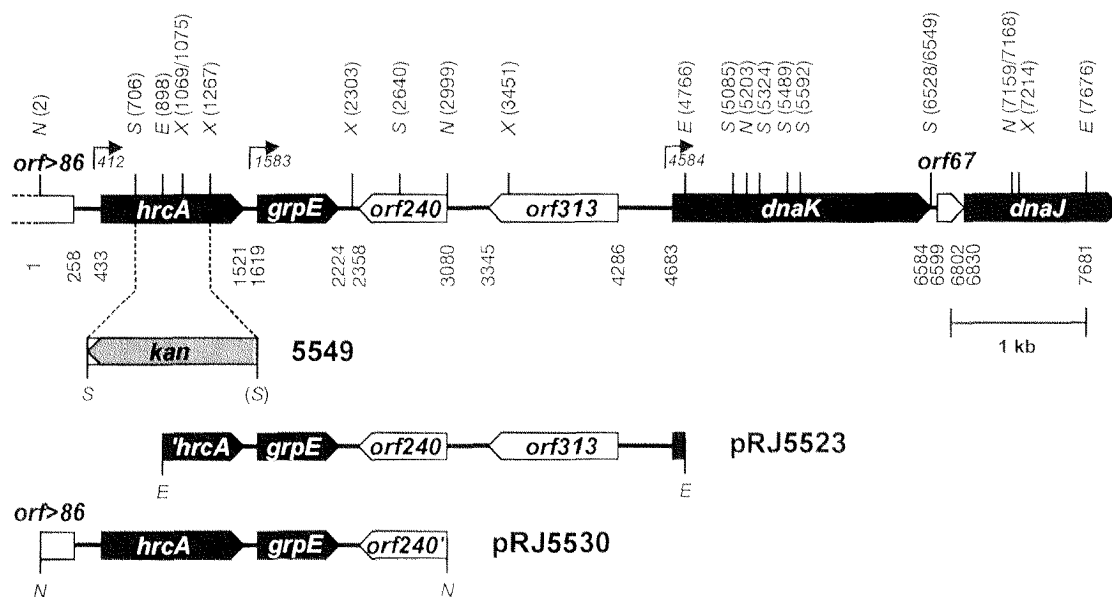 N (2)
S (706)
E (898)
X (1069/1075)
X (1267)
X (2303)
S (2640)
N (2999)
X (3451)
E (4766)
S (5085)
N (5203)
S (5324)
S (5489)
S (5592)
S (6528/6549)
N (7159/7168)
X (7214)
E (7676)
orf>86
412
1583
4584
orf67
hrcA
grpE
orf240
orf313
dnaK
dnaJ
1
258
433
1521
1619
2224
2358
3080
3345
4286
4683
6584
6599
6802
6830
7681
1 kb
kan
5549
S
(S)
'hrcA
grpE
orf240
orf313
pRJ5523
E
E
orf>86
hrcA
grpE
orf240'
pRJ5530
N
N